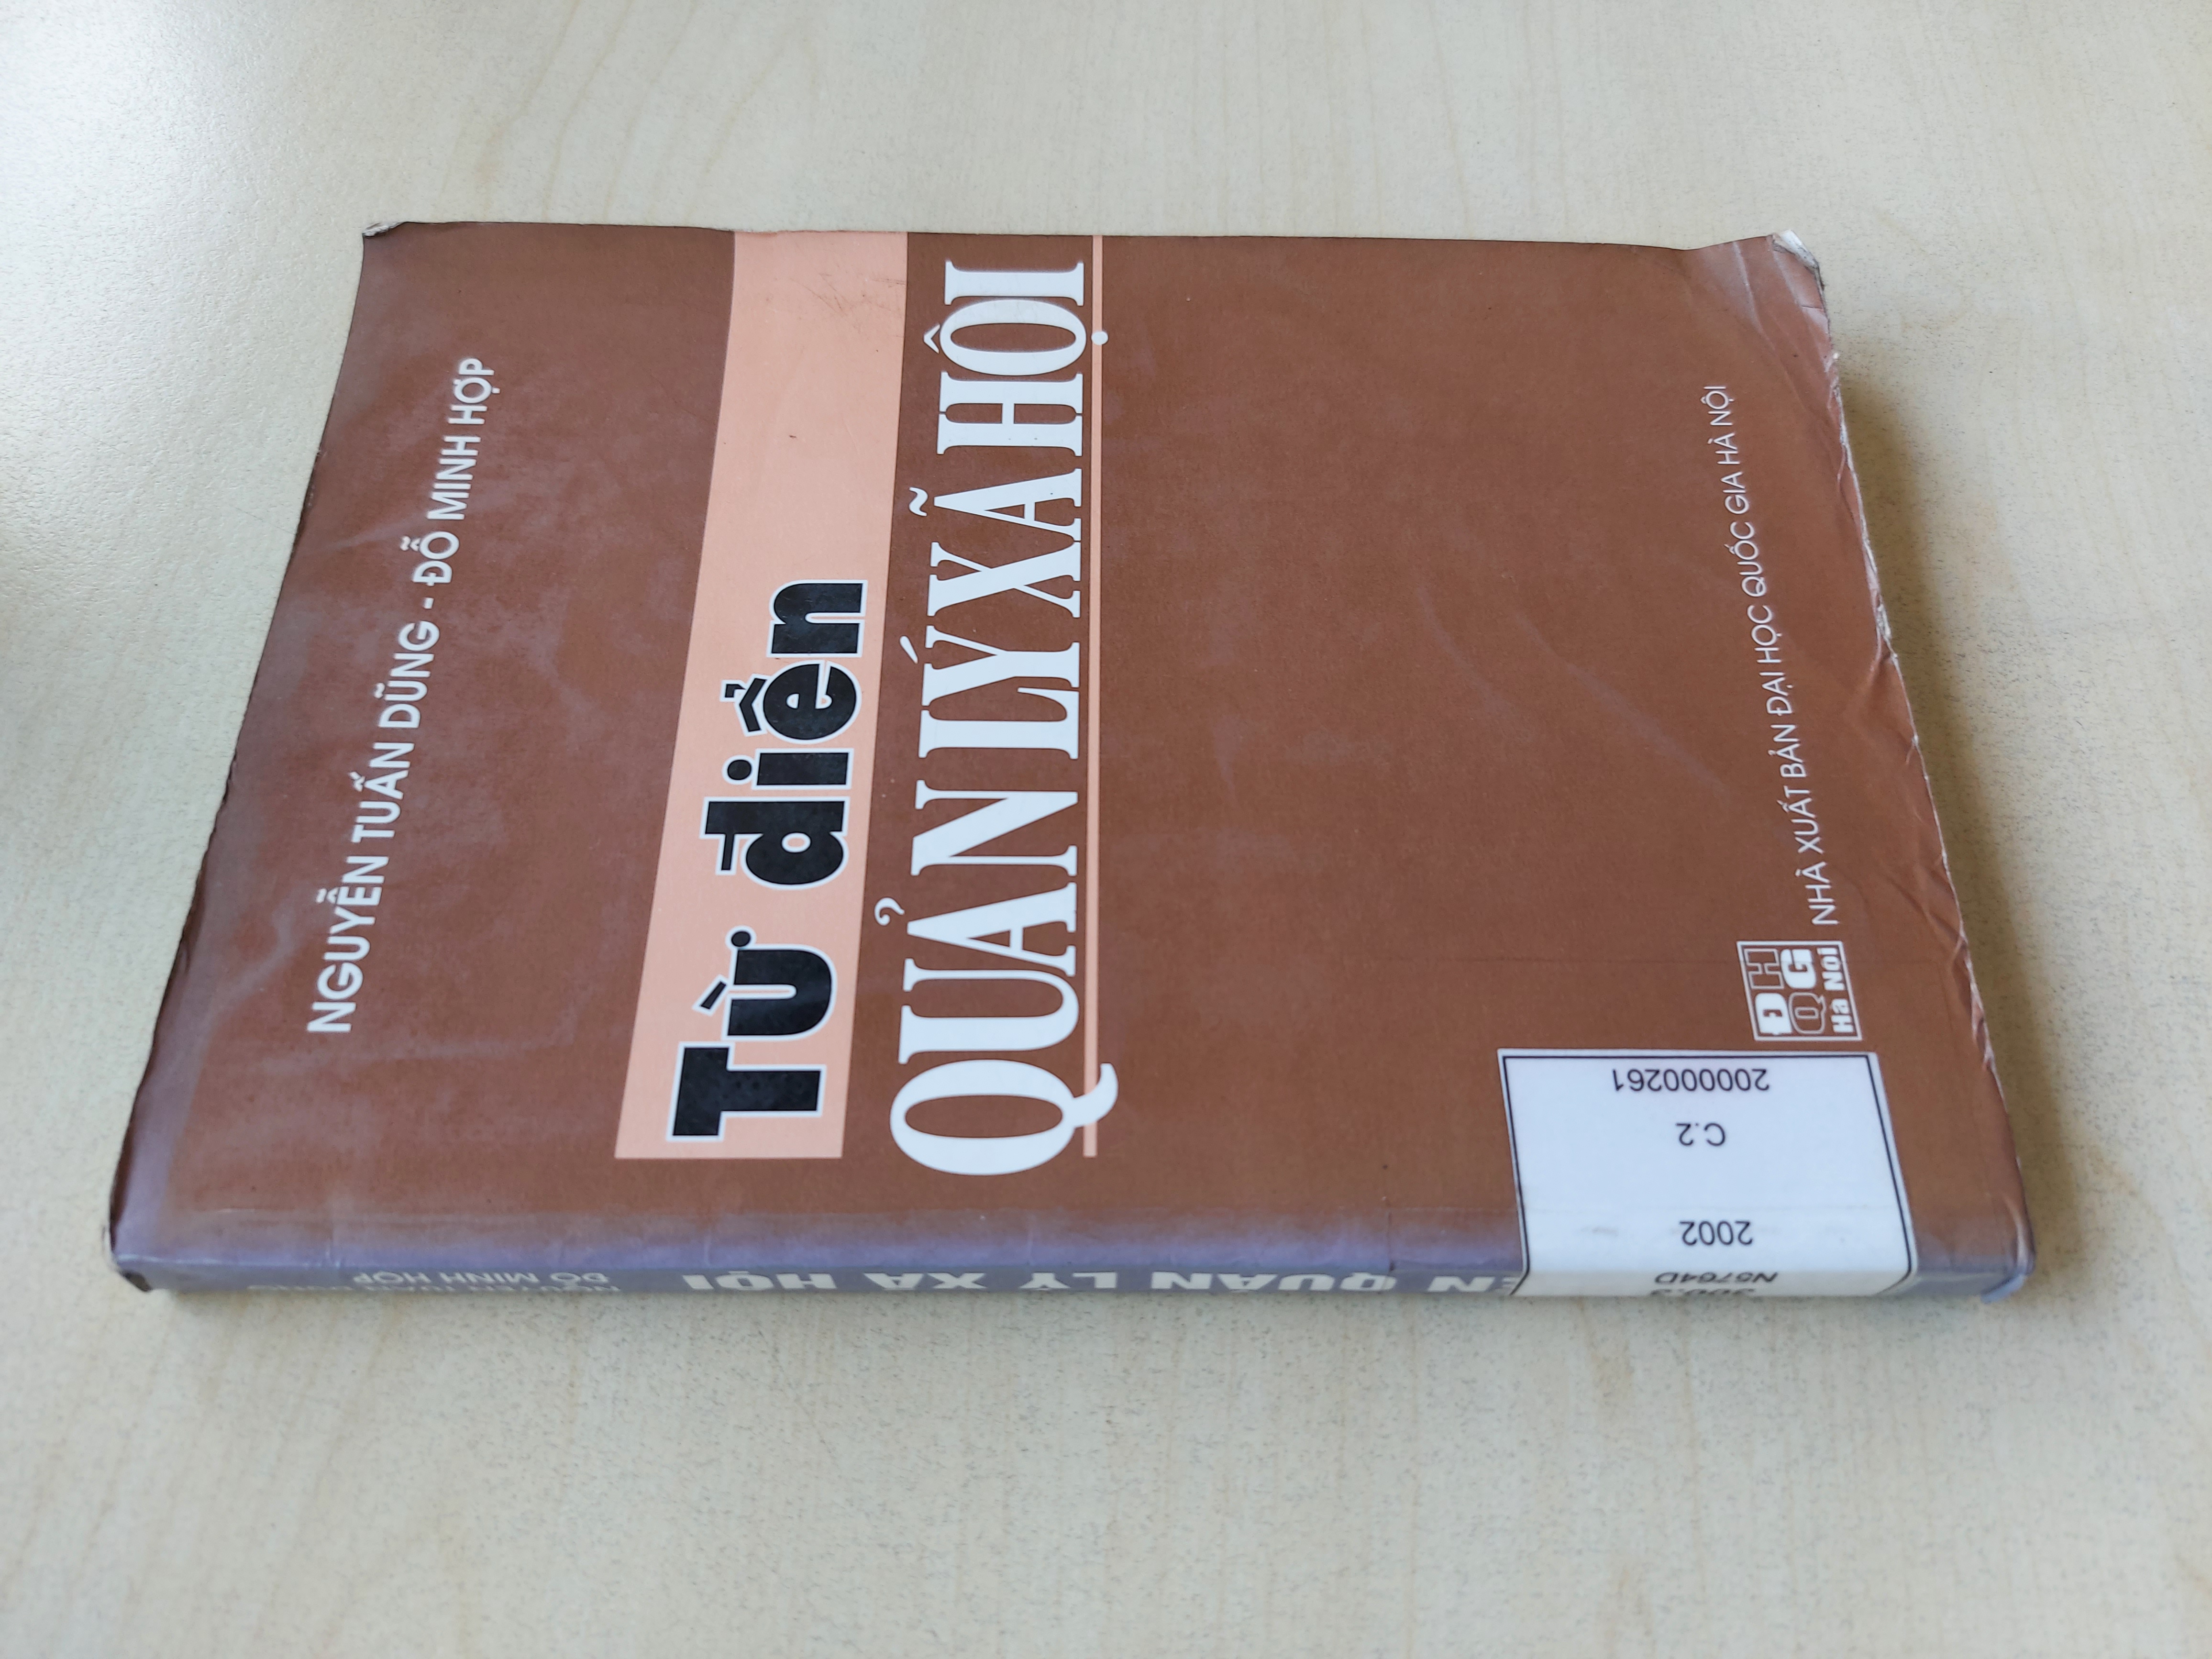 NGUYỄN TUẤN DŨNG - ĐỖ MINH HỢP
Từ điển
QUẢN LÝ XÃ HỘI
ĐH
QG
Hà Nội
NHÀ XUẤT BẢN ĐẠI HỌC QUỐC GIA HÀ NỘI
ĐỖ MINH HỢP
QUẢN LÝ XÃ HỘI
N5764D
2002
C.2
200000261